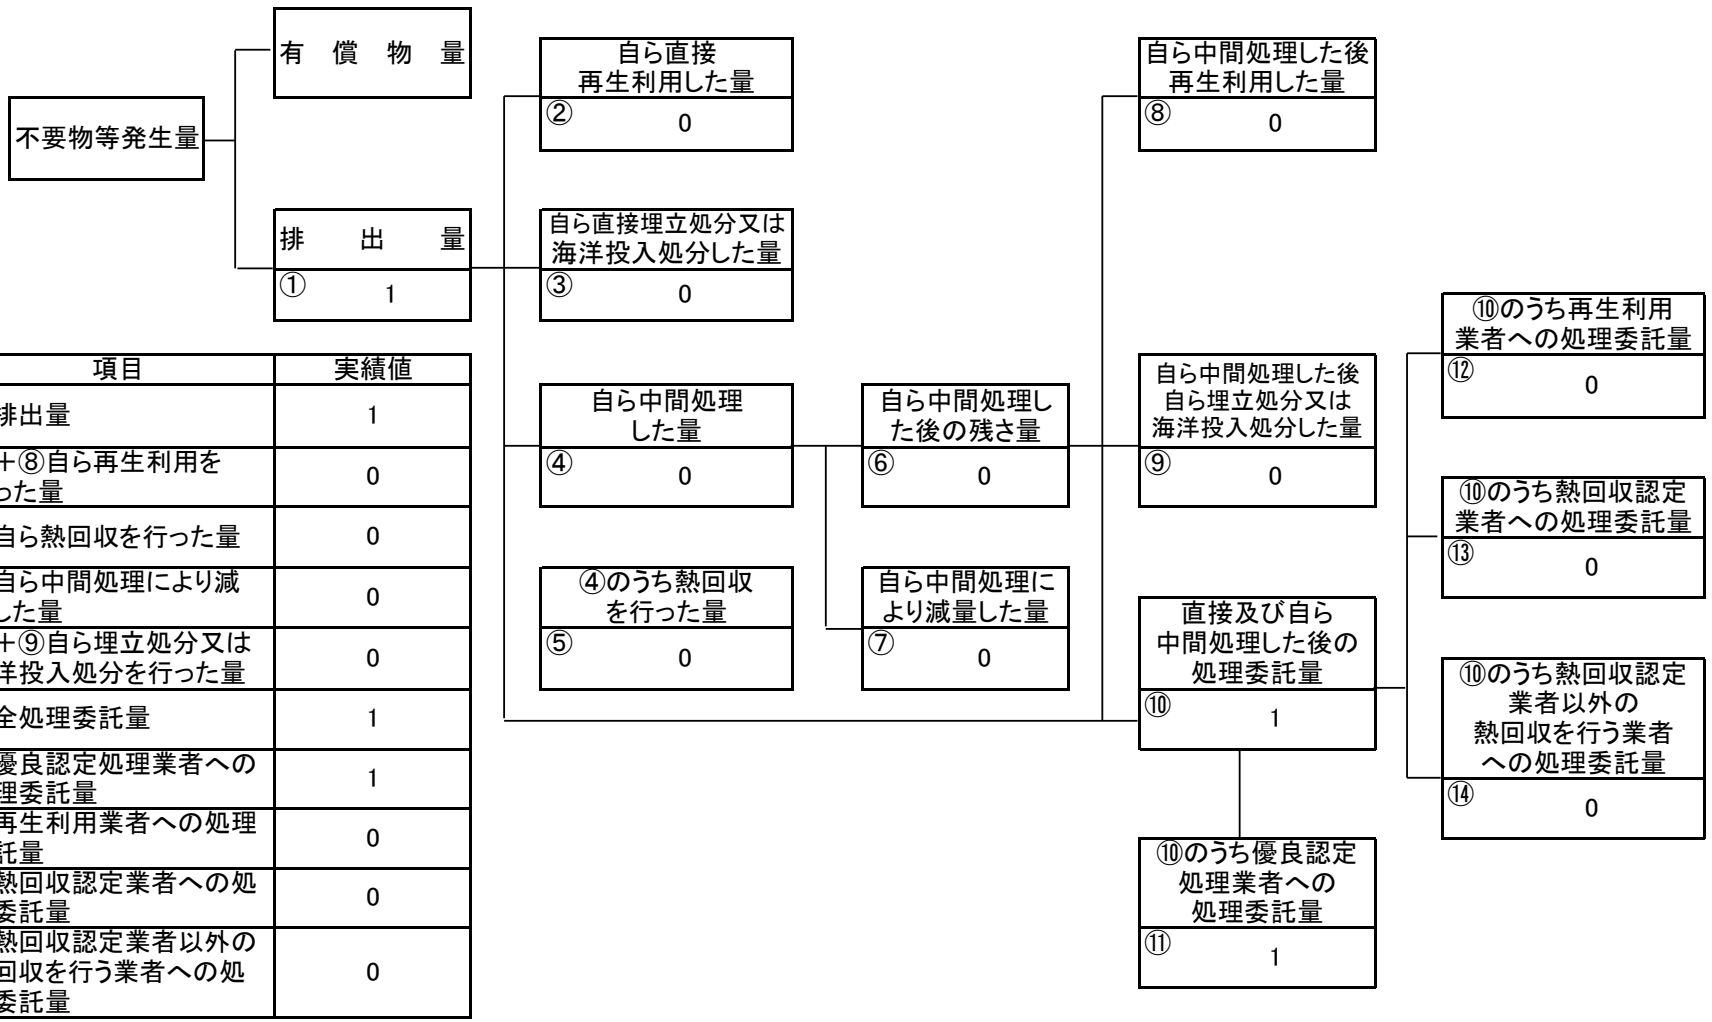 不要物等発生量
有償物量
排出量
①
1
自ら直接
再生利用した量
②
0
自ら直接埋立処分又は
海洋投入処分した量
③
0
自ら中間処理
した量
④
0
④のうち熱回収
を行った量
⑤
0
自ら中間処理し
た後の残さ量
⑥
0
自ら中間処理に
より減量した量
⑦
0
自ら中間処理した後
再生利用した量
⑧
0
自ら中間処理した後
自ら埋立処分又は
海洋投入処分した量
⑨
0
直接及び自ら
中間処理した後の
処理委託量
⑩
1
⑩のうち優良認定
処理業者への
処理委託量
⑪
1
⑩のうち再生利用
業者への処理委託量
⑫
0
⑩のうち熱回収認定
業者への処理委託量
⑬
0
⑩のうち熱回収認定
業者以外の
熱回収を行う業者
への処理委託量
⑭
0
項目 実績値
排出量 1
+⑧自ら再生利用を
った量 0
自ら熱回収を行った量 0
自ら中間処理により減
した量 0
+⑨自ら埋立処分又は
洋投入処分を行った量 0
全処理委託量 1
優良認定処理業者への
理委託量 1
再生利用業者への処理
託量 0
熱回収認定業者への処
委託量 0
熱回収認定業者以外の
回収を行う業者への処
委託量 0